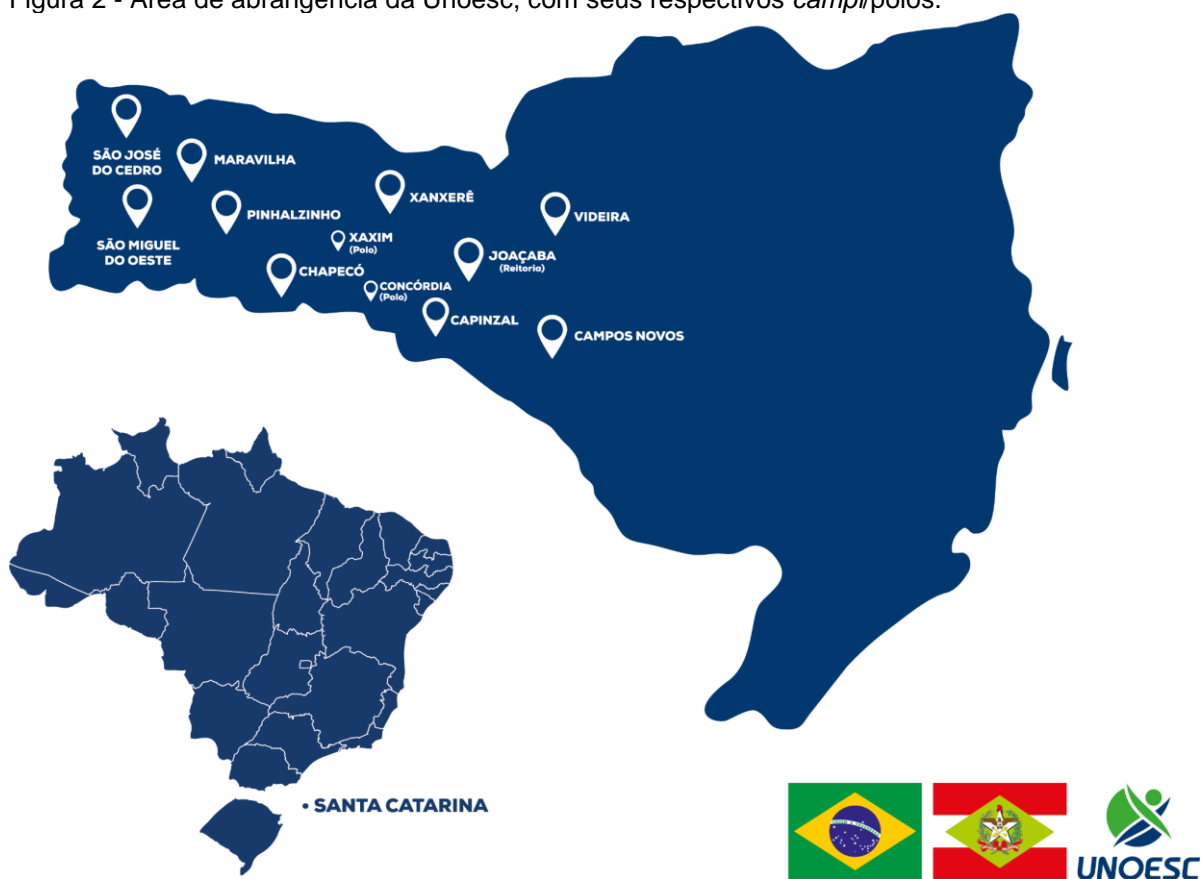 Figura 2 - Área de abrangência da Unoesc, com seus respectivos campi/polos.
SÃO JOSÉ
DO CEDRO
MARAVILHA
XANXERÊ
PINHALZINHO
VIDEIRA
SÃO MIGUEL
DO OESTE
XAXIM
(Polo)
JOAÇABA
(Reitoria)
CHAPECÓ
CONCÓRDIA
(Polo)
CAPINZAL
CAMPOS NOVOS
• SANTA CATARINA
UNOESC